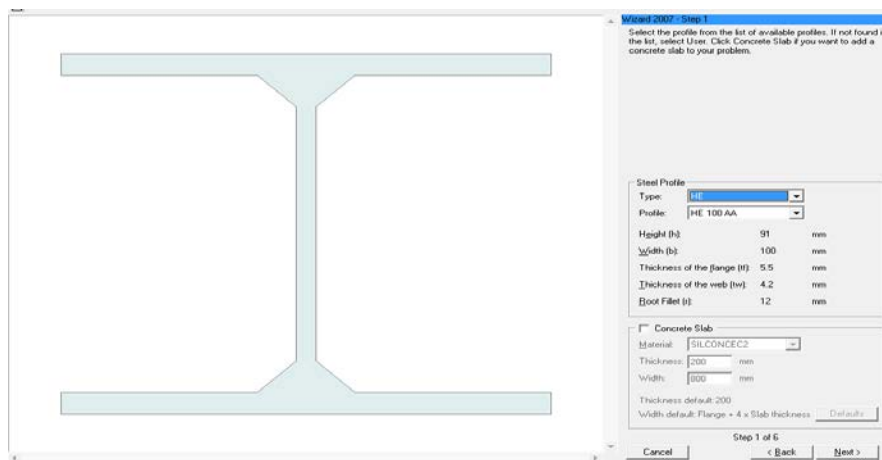 Wizard 2007 - Step 1
Select the profile from the list of available profiles. If not found i
the list, select User. Click Concrete Slab if you want to add a
concrete slab to your problem.
Steel Profile
Type: HE
Profile: HE 100 AA
Height (h): 91 mm
Width (b): 100 mm
Thickness of the flange (tf): 5.5 mm
Thickness of the web (tw): 4.2 mm
Root Fillet (r): 12 mm
Concrete Slab
Material: SILCONCEC2
Thickness: 200 mm
Width: 800 mm
Thickness default: 200
Width default: Flange + 4 x Slab thickness Defaults
Step 1 of 6
Cancel < Back Next >